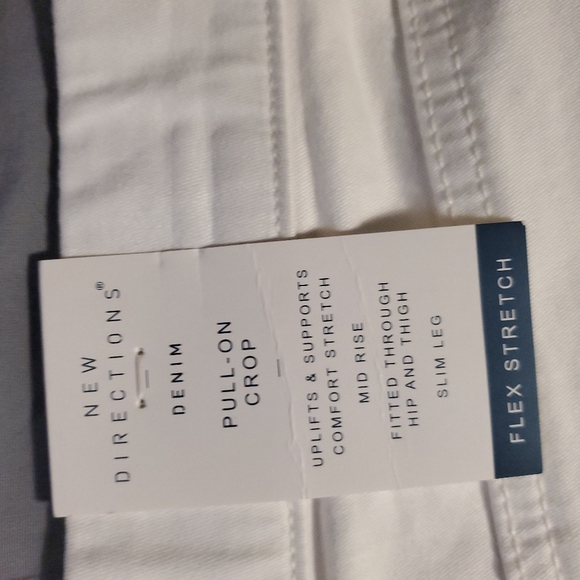 NEW
DIRECTIONS®
DENIM
PULL-ON
CROP
UPLIFTS & SUPPORTS
COMFORT STRETCH
MID RISE
FITTED THROUGH
HIP AND THIGH
SLIM LEG
FLEX STRETCH